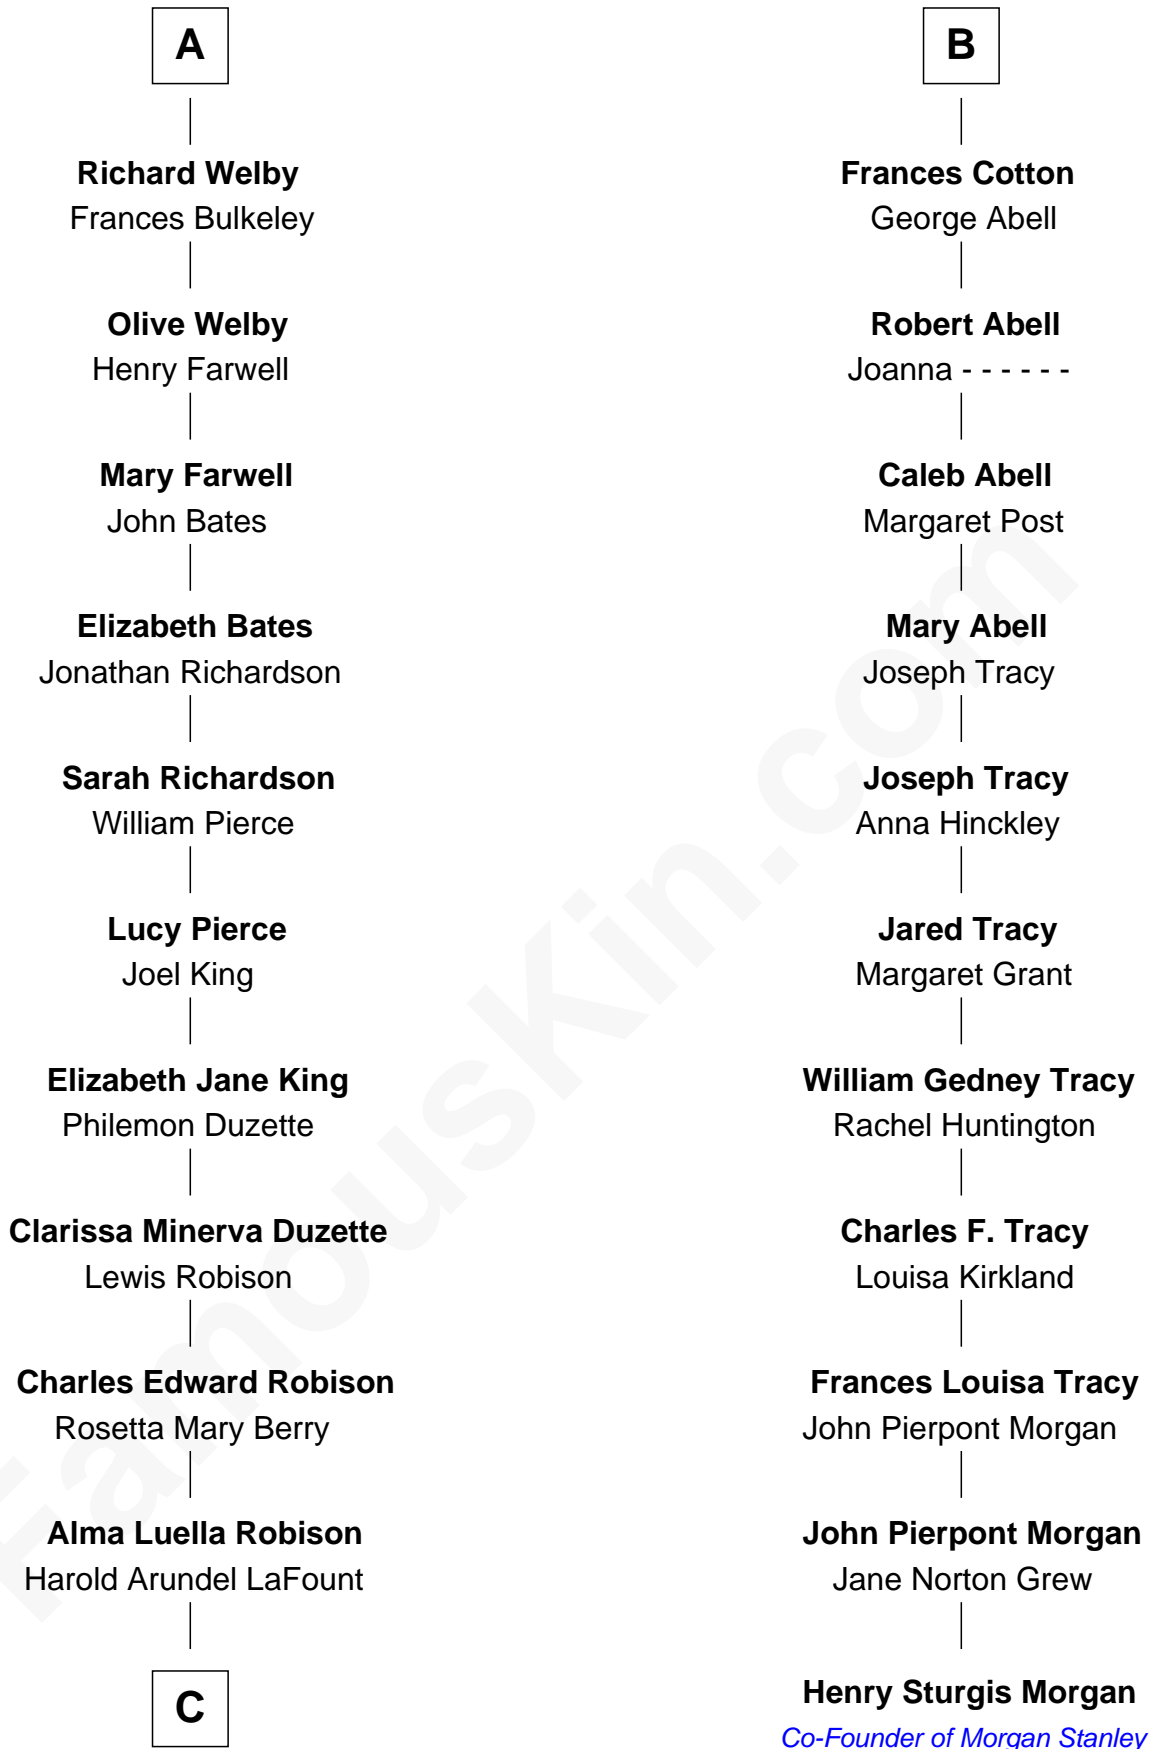 A
Richard Welby
Frances Bulkeley
Olive Welby
Henry Farwell
Mary Farwell
John Bates
Elizabeth Bates
Jonathan Richardson
Sarah Richardson
William Pierce
Lucy Pierce
Joel King
Elizabeth Jane King
Philemon Duzette
Clarissa Minerva Duzette
Lewis Robison
Charles Edward Robison
Rosetta Mary Berry
Alma Luella Robison
Harold Arundel LaFount
C
B
Frances Cotton
George Abell
Robert Abell
Joanna - - - - - -
Caleb Abell
Margaret Post
Mary Abell
Joseph Tracy
Joseph Tracy
Anna Hinckley
Jared Tracy
Margaret Grant
William Gedney Tracy
Rachel Huntington
Charles F. Tracy
Louisa Kirkland
Frances Louisa Tracy
John Pierpont Morgan
John Pierpont Morgan
Jane Norton Grew
Henry Sturgis Morgan
Co-Founder of Morgan Stanley
FamousKin.com